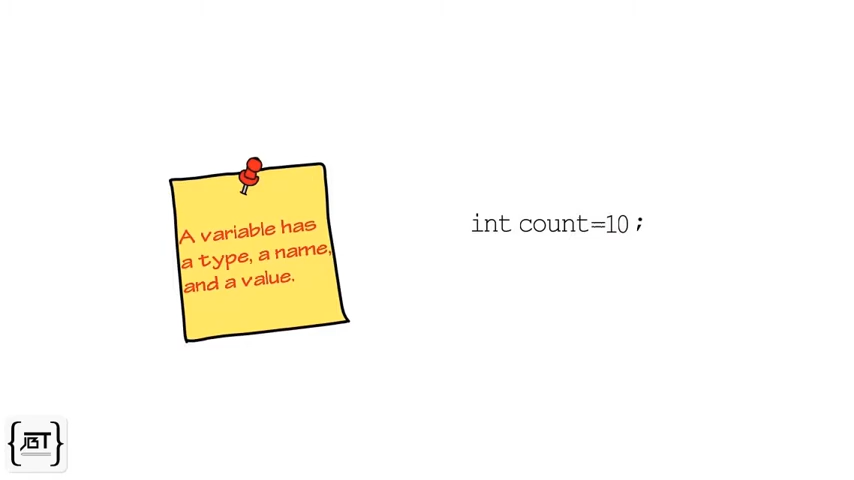 A variable has
a type, a name,
and a value.
int count=10;
{JBT}